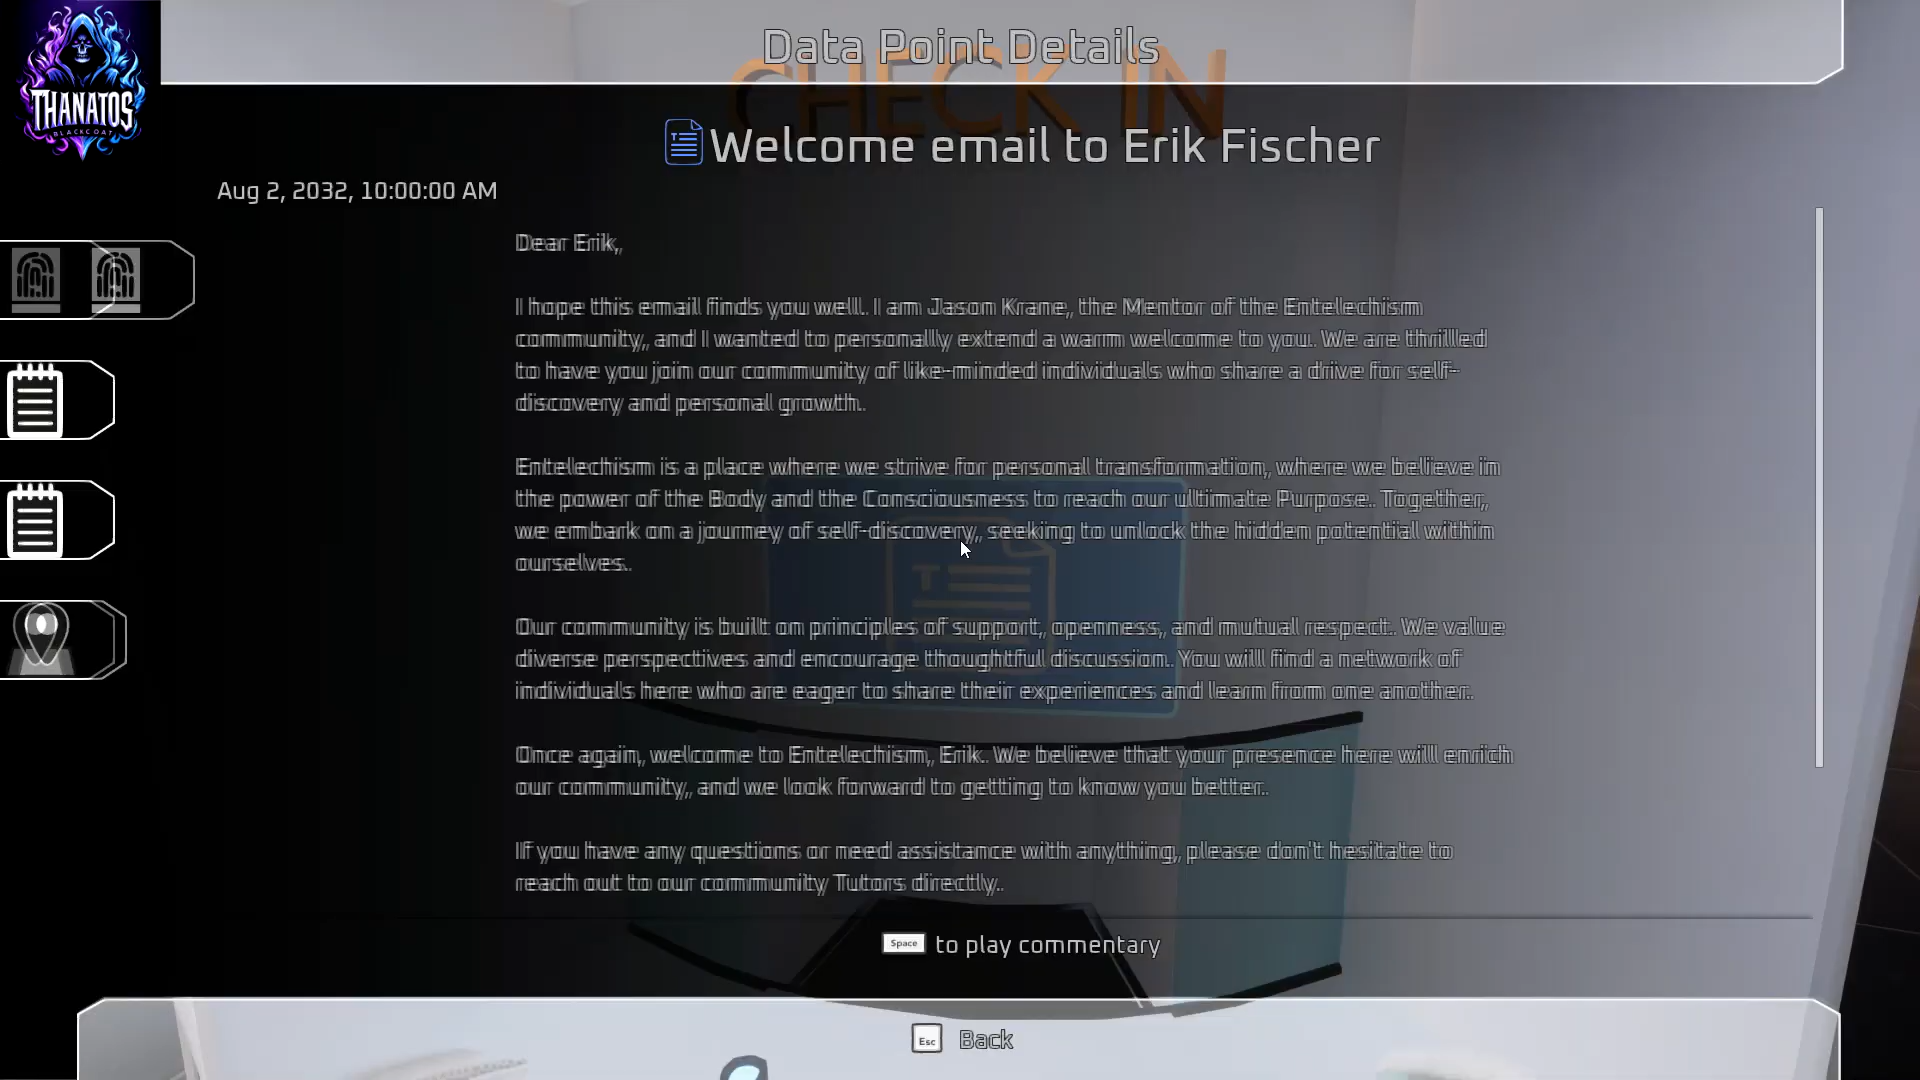 Data Point Details
CHECK IN
THANATOS
BLACKCOAT
Welcome email to Erik Fischer
Aug 2, 2032, 10:00:00 AM
Dear Erik,
I hope this email finds you well. I am Jason Krane, the Mentor of the Entelechism
community, and I wanted to personally extend a warm welcome to you. We are thrilled
to have you join our community of like-minded individuals who share a drive for self-
discovery and personal growth.
Entelechism is a place where we strive for personal transformation, where we believe in
the power of the Body and the Consciousness to reach our ultimate Purpose. Together,
we embark on a journey of self-discovery, seeking to unlock the hidden potential within
ourselves.
Our community is built on principles of support, openness, and mutual respect. We value
diverse perspectives and encourage thoughtful discussion. You will find a network of
individuals here who are eager to share their experiences and learn from one another.
Once again, welcome to Entelechism, Erik. We believe that your presence here will enrich
our community, and we look forward to getting to know you better.
If you have any questions or need assistance with anything, please don't hesitate to
reach out to our community Tutors directly.
Space to play commentary
Esc Back